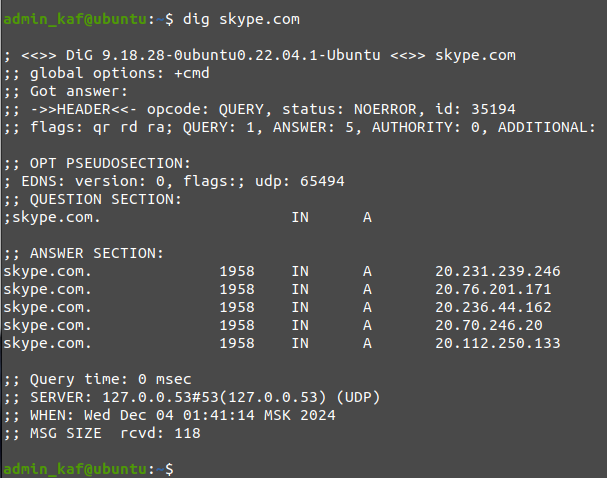 admin_kaf@ubuntu:~$ dig skype.com

; <<>> DiG 9.18.28-0ubuntu0.22.04.1-Ubuntu <<>> skype.com
;; global options: +cmd
;; Got answer:
;; ->>HEADER<<- opcode: QUERY, status: NOERROR, id: 35194
;; flags: qr rd ra; QUERY: 1, ANSWER: 5, AUTHORITY: 0, ADDITIONAL:

;; OPT PSEUDOSECTION:
; EDNS: version: 0, flags:; udp: 65494
;; QUESTION SECTION:
;skype.com. IN A

;; ANSWER SECTION:
skype.com. 1958 IN A 20.231.239.246
skype.com. 1958 IN A 20.76.201.171
skype.com. 1958 IN A 20.236.44.162
skype.com. 1958 IN A 20.70.246.20
skype.com. 1958 IN A 20.112.250.133

;; Query time: 0 msec
;; SERVER: 127.0.0.53#53(127.0.0.53) (UDP)
;; WHEN: Wed Dec 04 01:41:14 MSK 2024
;; MSG SIZE  rcvd: 118

admin_kaf@ubuntu:~$